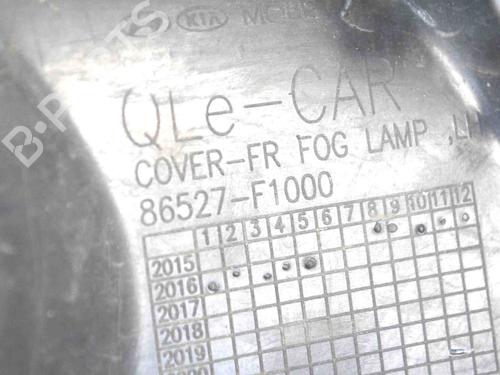 KIA MOBIS
QLe-CAR
COVER-FR FOG LAMP ,LH
86527-F1000
1 2 3 4 5 6 7 8 9 10 11 12
2015
2016
2017
2018
2019